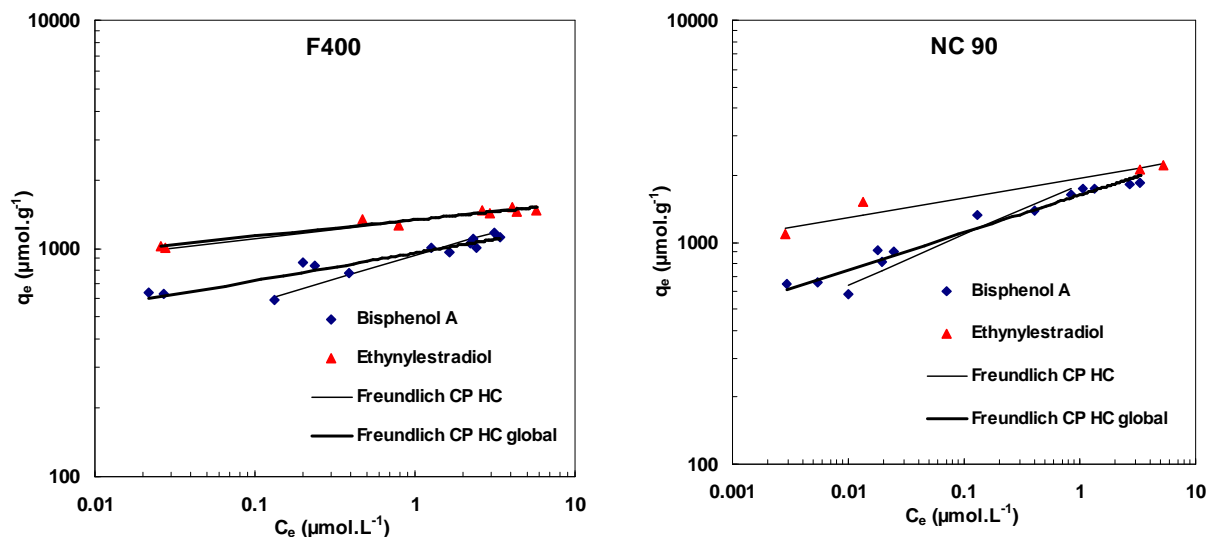 F400
10000
1000
100
qₑ (µmol.g⁻¹)
0.01
0.1
1
10
Cₑ (µmol.L⁻¹)
Bisphenol A
Ethynylestradiol
Freundlich CP HC
Freundlich CP HC global
NC 90
10000
1000
100
qₑ (µmol.g⁻¹)
0.001
0.01
0.1
1
10
Cₑ (µmol.L⁻¹)
Bisphenol A
Ethynylestradiol
Freundlich CP HC
Freundlich CP HC global